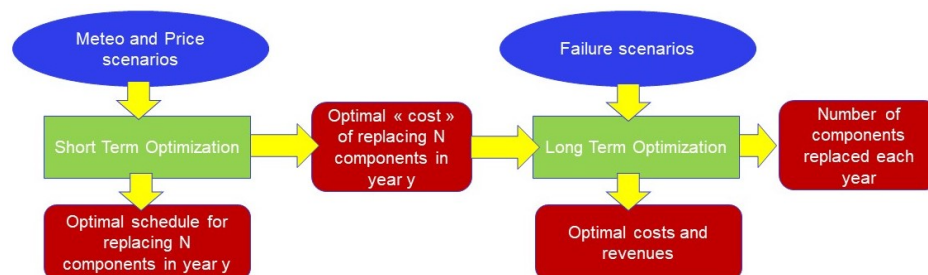 Meteo and Price
scenarios
Failure scenarios
Short Term Optimization
Optimal « cost »
of replacing N
components in
year y
Long Term Optimization
Number of
components
replaced each
year
Optimal schedule for
replacing N
components in year y
Optimal costs and
revenues